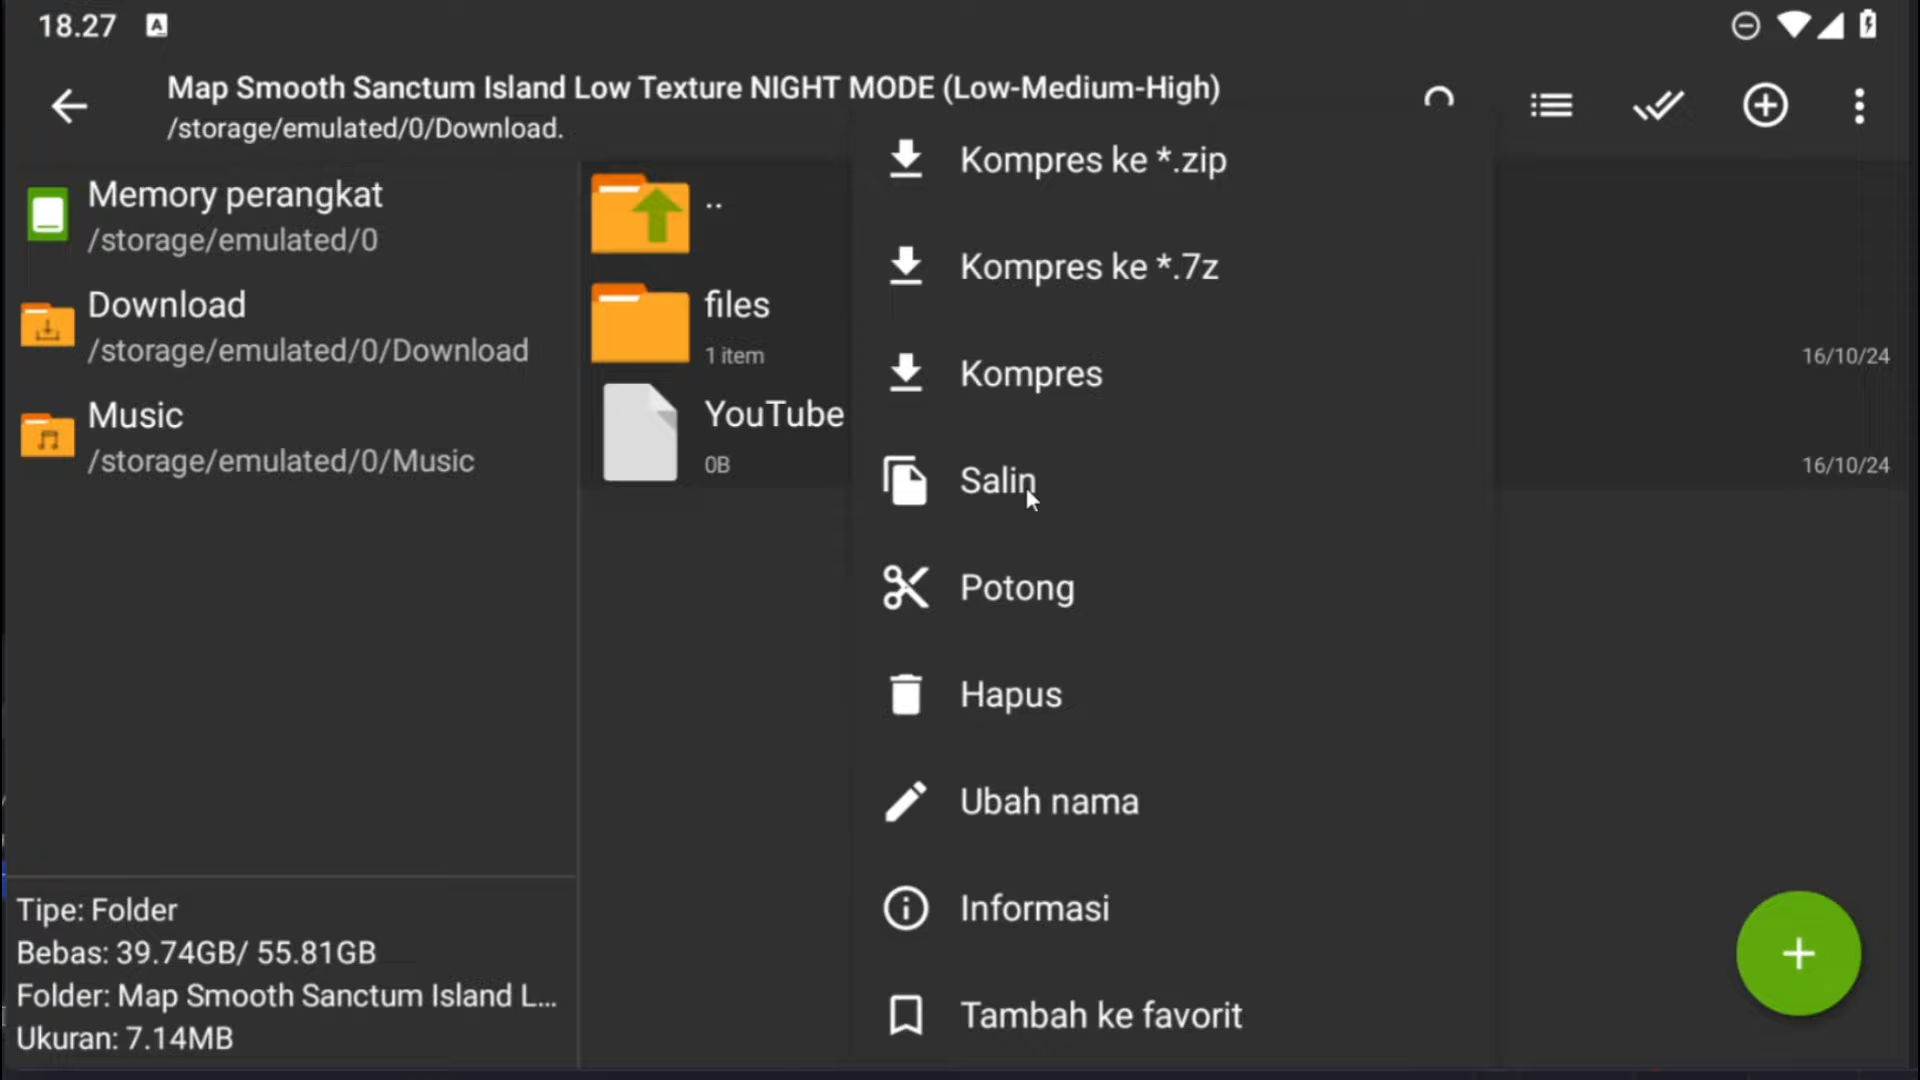 18.27
Map Smooth Sanctum Island Low Texture NIGHT MODE (Low-Medium-High)
/storage/emulated/0/Download.
Memory perangkat
/storage/emulated/0
Download
/storage/emulated/0/Download
Music
/storage/emulated/0/Music
..
files
1 item
16/10/24
YouTube
0B
16/10/24
Kompres ke *.zip
Kompres ke *.7z
Kompres
Salin
Potong
Hapus
Ubah nama
Informasi
Tambah ke favorit
Tipe: Folder
Bebas: 39.74GB/ 55.81GB
Folder: Map Smooth Sanctum Island L...
Ukuran: 7.14MB